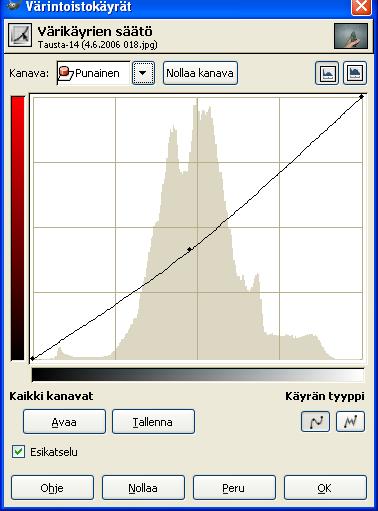 Värintoistokäyrät
Värikäyrien säätö
Tausta-14 (4.6.2006 018.jpg)
Kanava: Punainen Nollaa kanava
Kaikki kanavat Käyrän tyyppi
Avaa Tallenna
Esikatselu
Ohje Nollaa Peru OK